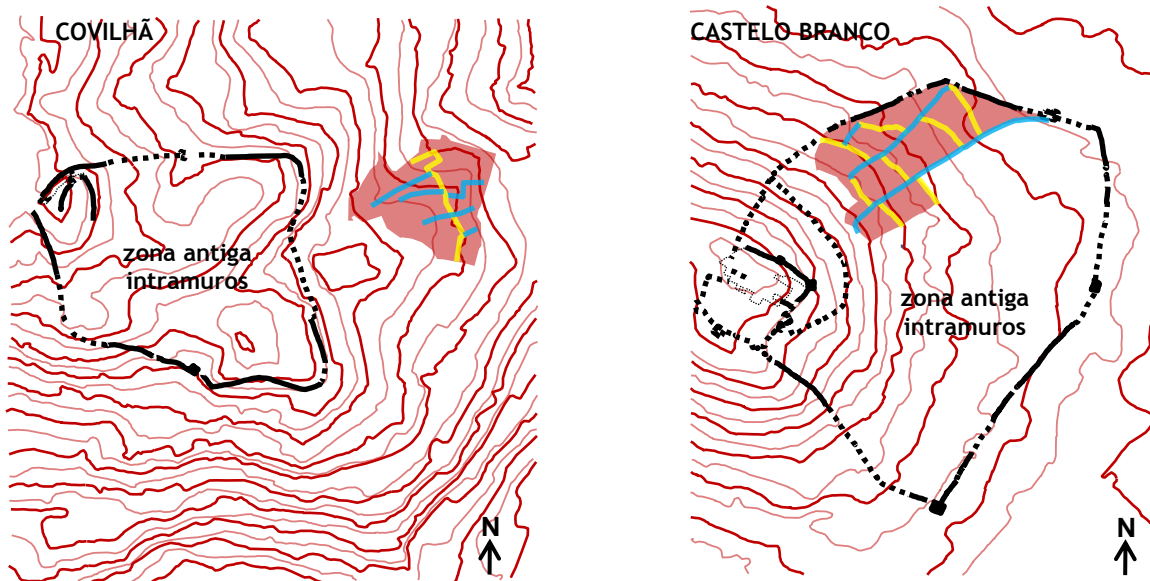 COVILHÃ
zona antiga
intramuros
N
CASTELO BRANCO
zona antiga
intramuros
N